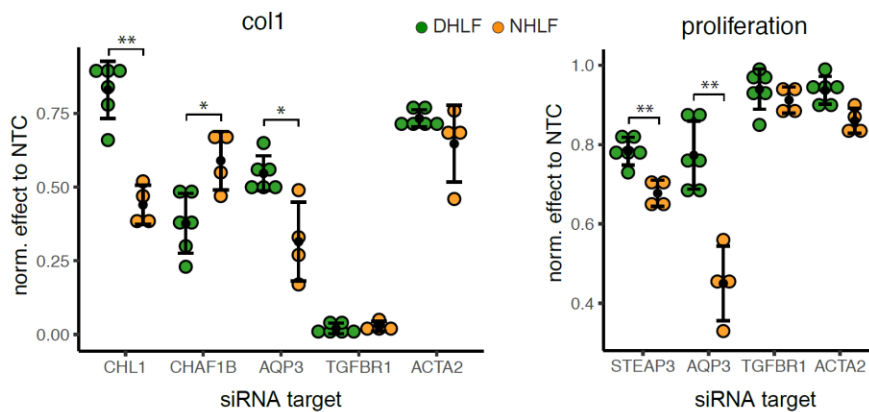 col1
DHLF NHLF
proliferation
norm. effect to NTC
0.75
0.50
0.25
0.00
**
*
*
CHL1 CHAF1B AQP3 TGFBR1 ACTA2
siRNA target
norm. effect to NTC
1.0
0.8
0.6
0.4
**
**
STEAP3 AQP3 TGFBR1 ACTA2
siRNA target